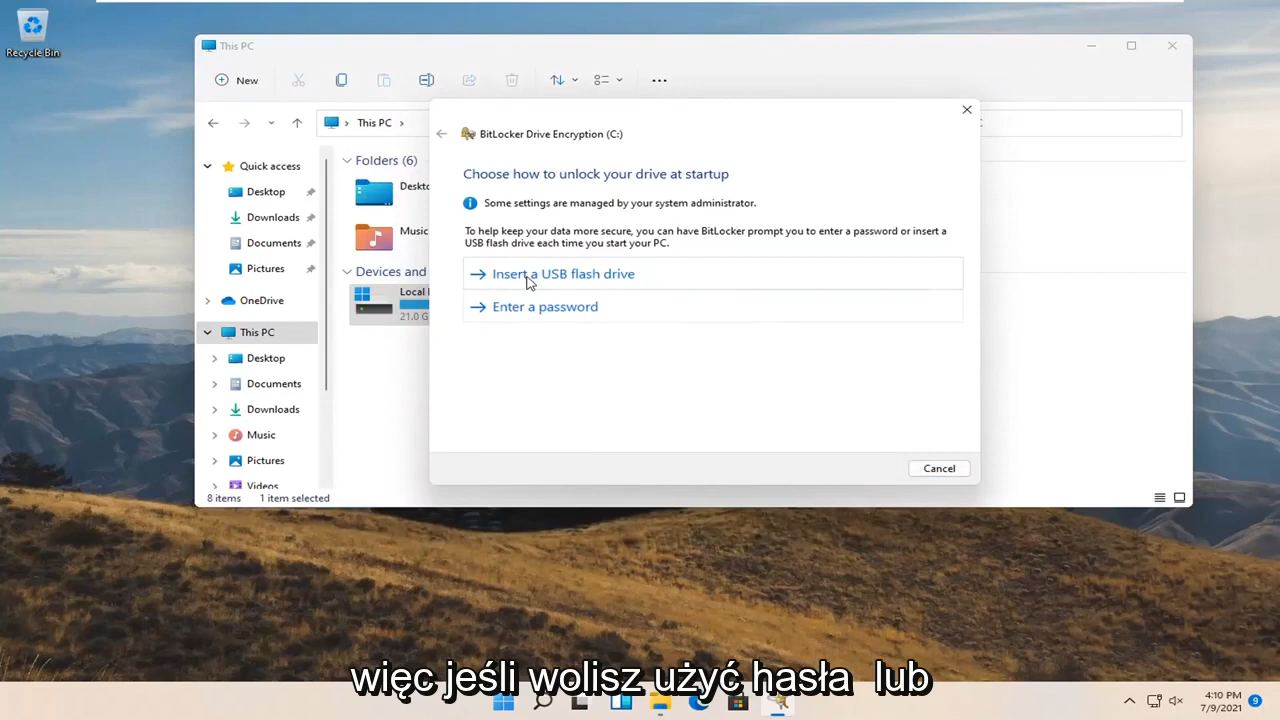 Recycle Bin
This PC
New
This PC
BitLocker Drive Encryption (C:)
Choose how to unlock your drive at startup
Some settings are managed by your system administrator.
To help keep your data more secure, you can have BitLocker prompt you to enter a password or insert a
USB flash drive each time you start your PC.
Insert a USB flash drive
Enter a password
Cancel
Quick access
Desktop
Downloads
Documents
Pictures
OneDrive
This PC
Desktop
Documents
Downloads
Music
Pictures
Videos
Folders (6)
Music
Devices and
Local
21.0 G
8 items
1 item selected
więc jeśli wolisz użyć hasła lub
4:10 PM
7/9/2021
9